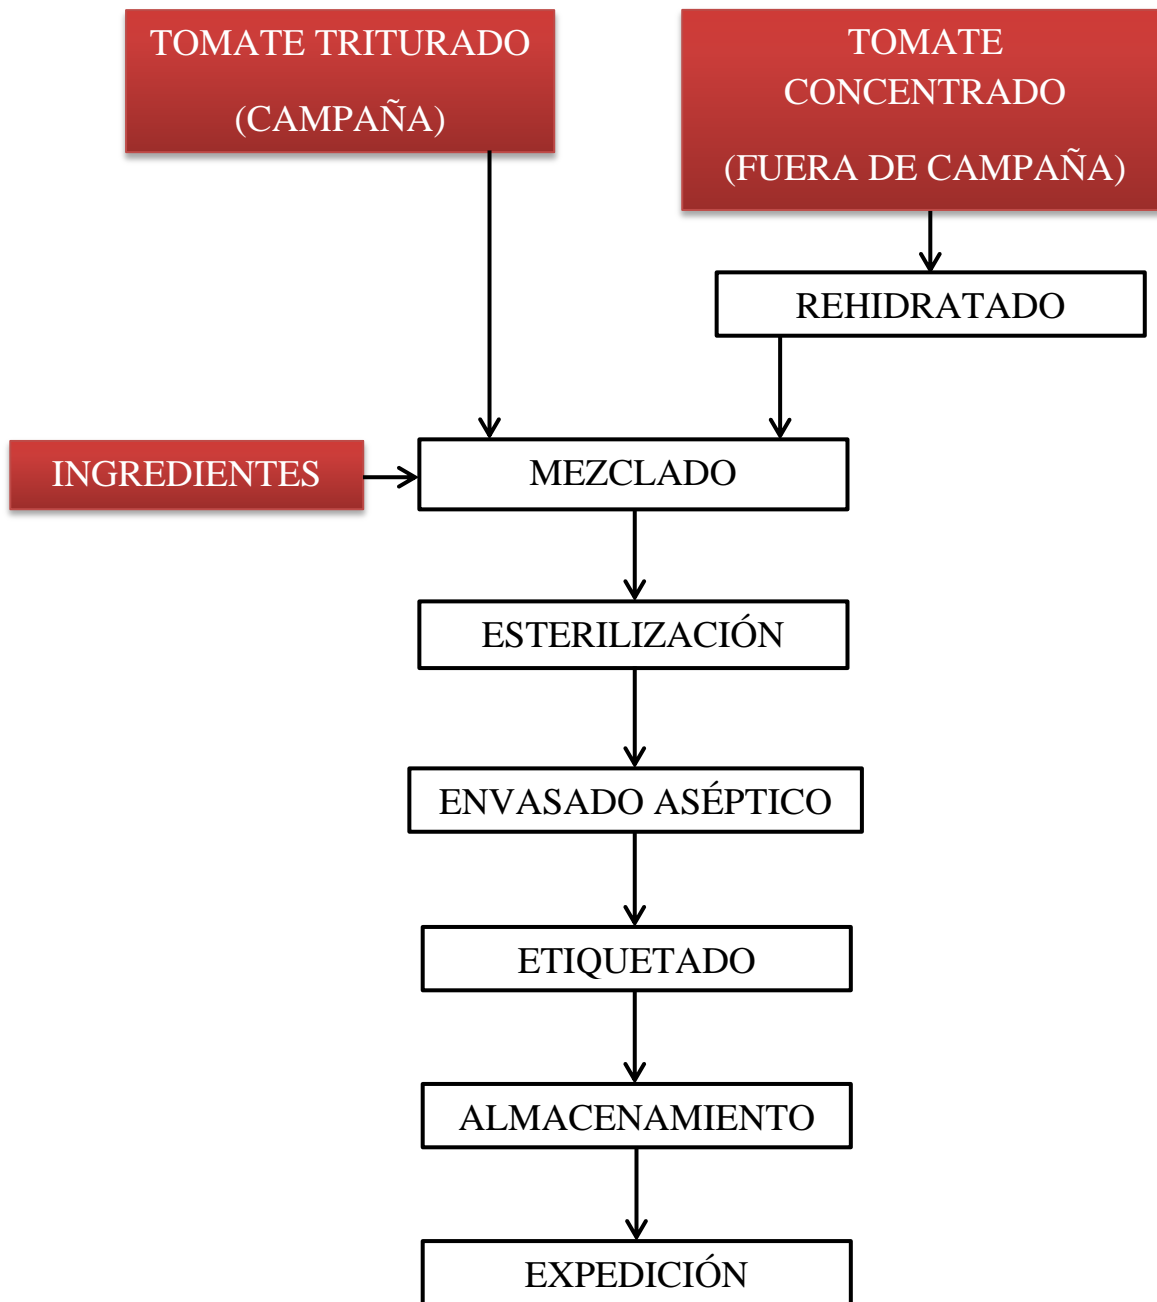 TOMATE TRITURADO
(CAMPAÑA)
TOMATE
CONCENTRADO
(FUERA DE CAMPAÑA)
REHIDRATADO
INGREDIENTES
MEZCLADO
ESTERILIZACIÓN
ENVASADO ASÉPTICO
ETIQUETADO
ALMACENAMIENTO
EXPEDICIÓN